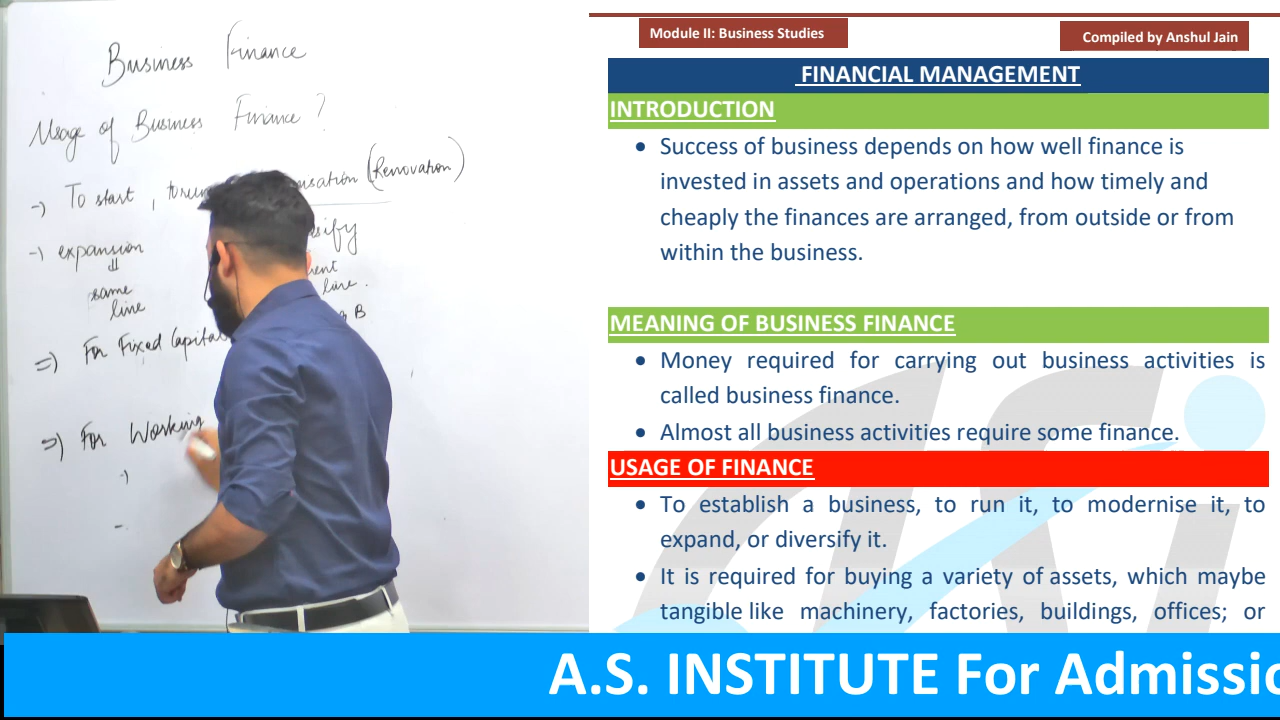 Business Finance
Usage of Business Finance ?
-) To start , to run (Renovation)
-) expansion
same
line
line .
B
=) For Fixed Capital
=) For Working
Module II: Business Studies
Compiled by Anshul Jain
FINANCIAL MANAGEMENT
INTRODUCTION
• Success of business depends on how well finance is
invested in assets and operations and how timely and
cheaply the finances are arranged, from outside or from
within the business.
MEANING OF BUSINESS FINANCE
• Money required for carrying out business activities is
called business finance.
• Almost all business activities require some finance.
USAGE OF FINANCE
• To establish a business, to run it, to modernise it, to
expand, or diversify it.
• It is required for buying a variety of assets, which maybe
tangible like machinery, factories, buildings, offices; or
A.S. INSTITUTE For Admissio